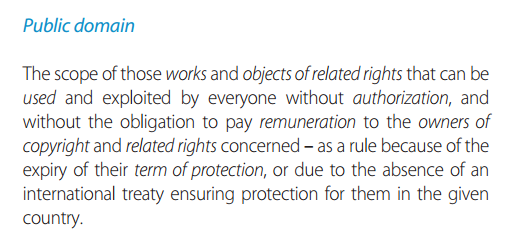 Public domain
The scope of those works and objects of related rights that can be
used and exploited by everyone without authorization, and
without the obligation to pay remuneration to the owners of
copyright and related rights concerned – as a rule because of the
expiry of their term of protection, or due to the absence of an
international treaty ensuring protection for them in the given
country.